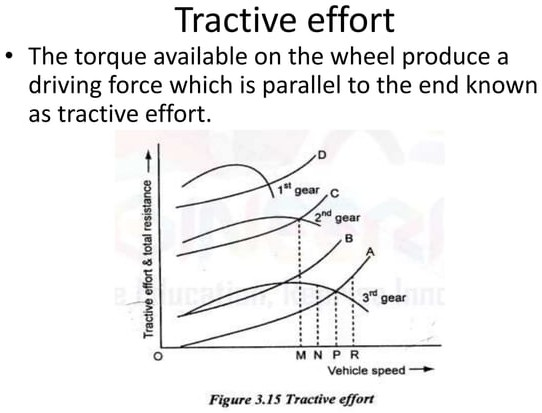 Tractive effort
• The torque available on the wheel produce a
driving force which is parallel to the end known
as tractive effort.
Tractive effort & total resistance
D
1st gear
C
2nd gear
B
A
3rd gear
O
M N P R
Vehicle speed
Figure 3.15 Tractive effort